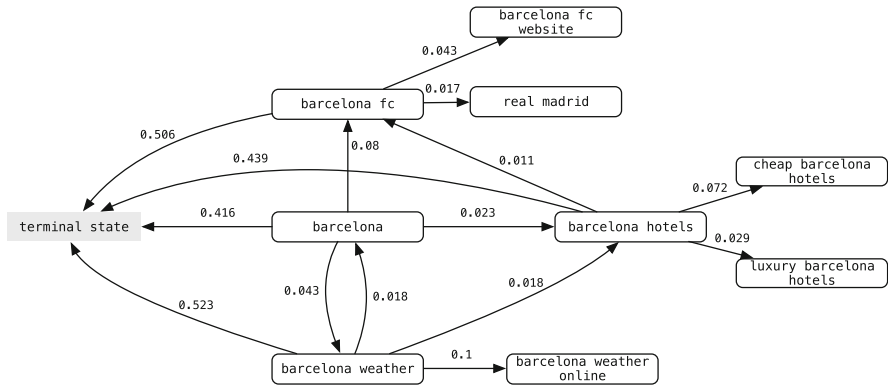 barcelona fc
website
0.043
0.017
barcelona fc
real madrid
0.506
0.08
0.439
0.011
cheap barcelona
hotels
0.072
terminal state
0.416
barcelona
0.023
barcelona hotels
0.029
luxury barcelona
hotels
0.043
0.018
0.018
0.523
0.1
barcelona weather
barcelona weather
online